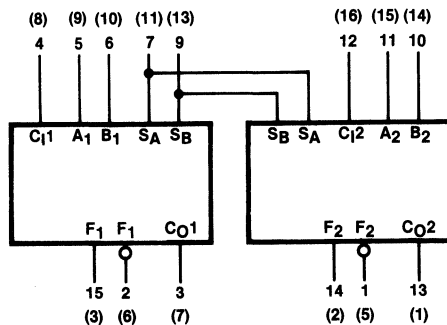 (8) (9) (10) (11) (13) (16) (15) (14)
4 5 6 7 9 12 11 10
CI1 A1 B1 SA SB SB SA CI2 A2 B2
F1 F1 CO1 F2 F2 CO2
15 2 3 14 1 13
(3) (6) (7) (2) (5) (1)